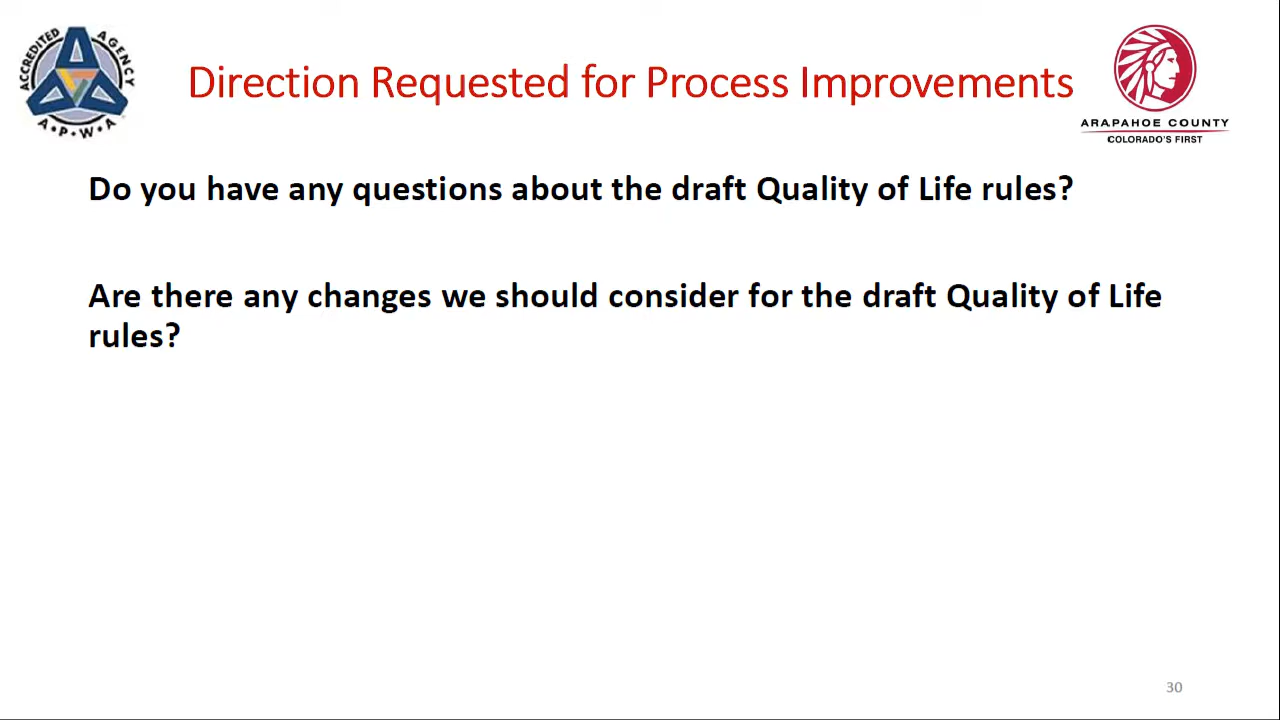 ACCREDITED AGENCY
A•P•W•A
Direction Requested for Process Improvements
ARAPAHOE COUNTY
COLORADO'S FIRST
Do you have any questions about the draft Quality of Life rules?
Are there any changes we should consider for the draft Quality of Life
rules?
30